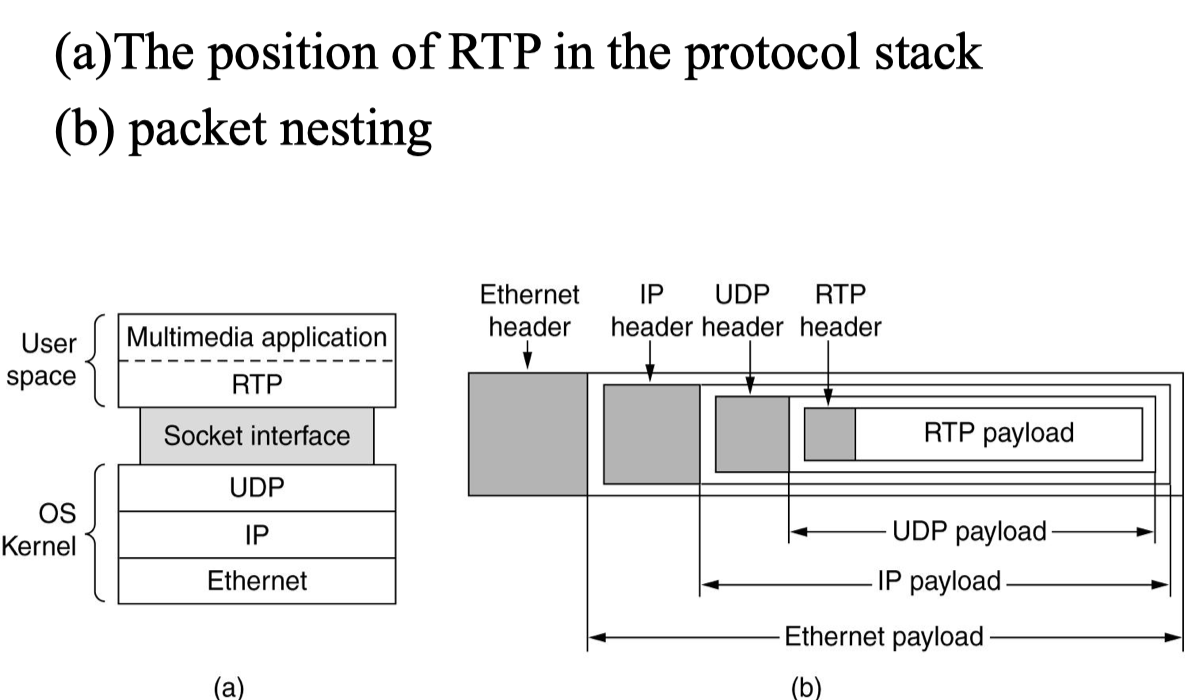 (a)The position of RTP in the protocol stack
(b) packet nesting
User
space
Multimedia application
RTP
Socket interface
OS
Kernel
UDP
IP
Ethernet
(a)
Ethernet
header
IP
header
UDP
header
RTP
header
RTP payload
UDP payload
IP payload
Ethernet payload
(b)